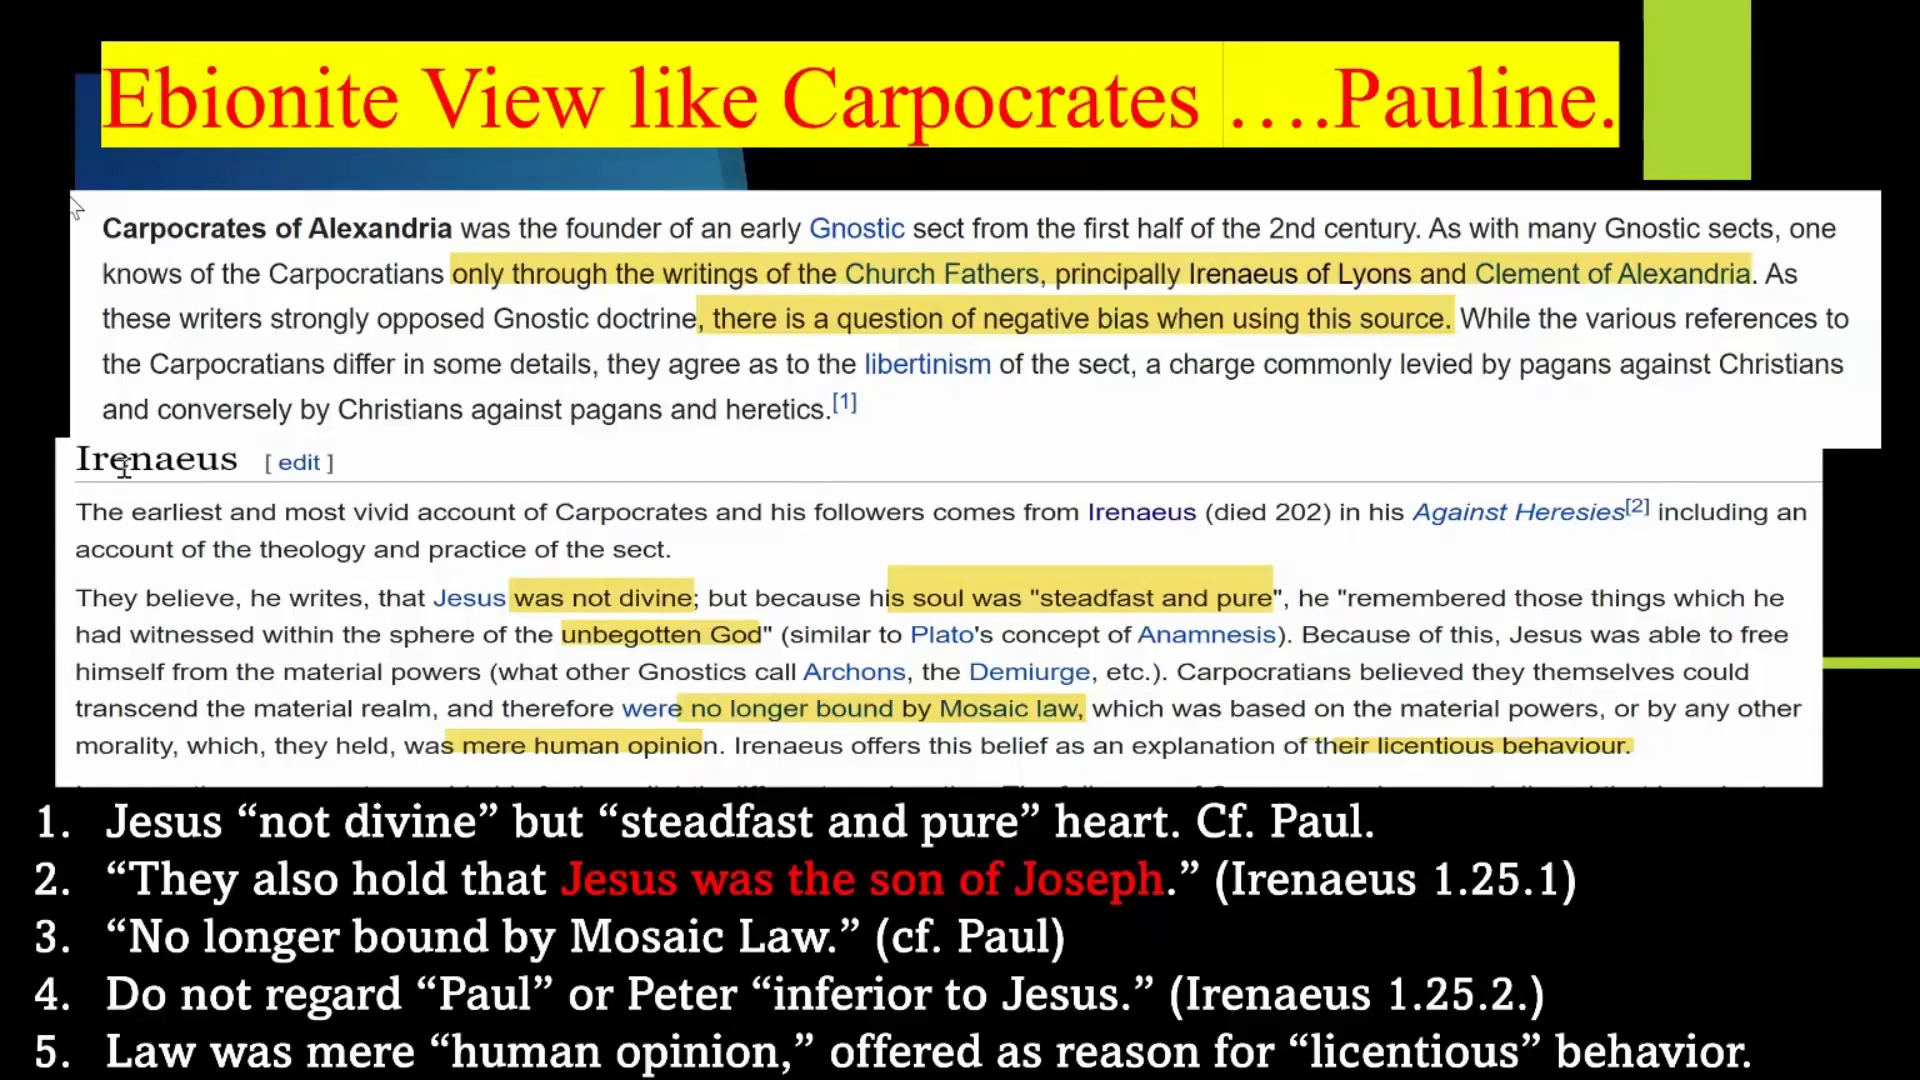 Ebionite View like Carpocrates ….Pauline.
Carpocrates of Alexandria was the founder of an early Gnostic sect from the first half of the 2nd century. As with many Gnostic sects, one
knows of the Carpocratians only through the writings of the Church Fathers, principally Irenaeus of Lyons and Clement of Alexandria. As
these writers strongly opposed Gnostic doctrine, there is a question of negative bias when using this source. While the various references to
the Carpocratians differ in some details, they agree as to the libertinism of the sect, a charge commonly levied by pagans against Christians
and conversely by Christians against pagans and heretics.[1]
Irenaeus [ edit ]
The earliest and most vivid account of Carpocrates and his followers comes from Irenaeus (died 202) in his Against Heresies[2] including an
account of the theology and practice of the sect.
They believe, he writes, that Jesus was not divine; but because his soul was "steadfast and pure", he "remembered those things which he
had witnessed within the sphere of the unbegotten God" (similar to Plato's concept of Anamnesis). Because of this, Jesus was able to free
himself from the material powers (what other Gnostics call Archons, the Demiurge, etc.). Carpocratians believed they themselves could
transcend the material realm, and therefore were no longer bound by Mosaic law, which was based on the material powers, or by any other
morality, which, they held, was mere human opinion. Irenaeus offers this belief as an explanation of their licentious behaviour.
1. Jesus “not divine” but “steadfast and pure” heart. Cf. Paul.
2. “They also hold that Jesus was the son of Joseph.” (Irenaeus 1.25.1)
3. “No longer bound by Mosaic Law.” (cf. Paul)
4. Do not regard “Paul” or Peter “inferior to Jesus.” (Irenaeus 1.25.2.)
5. Law was mere “human opinion,” offered as reason for “licentious” behavior.